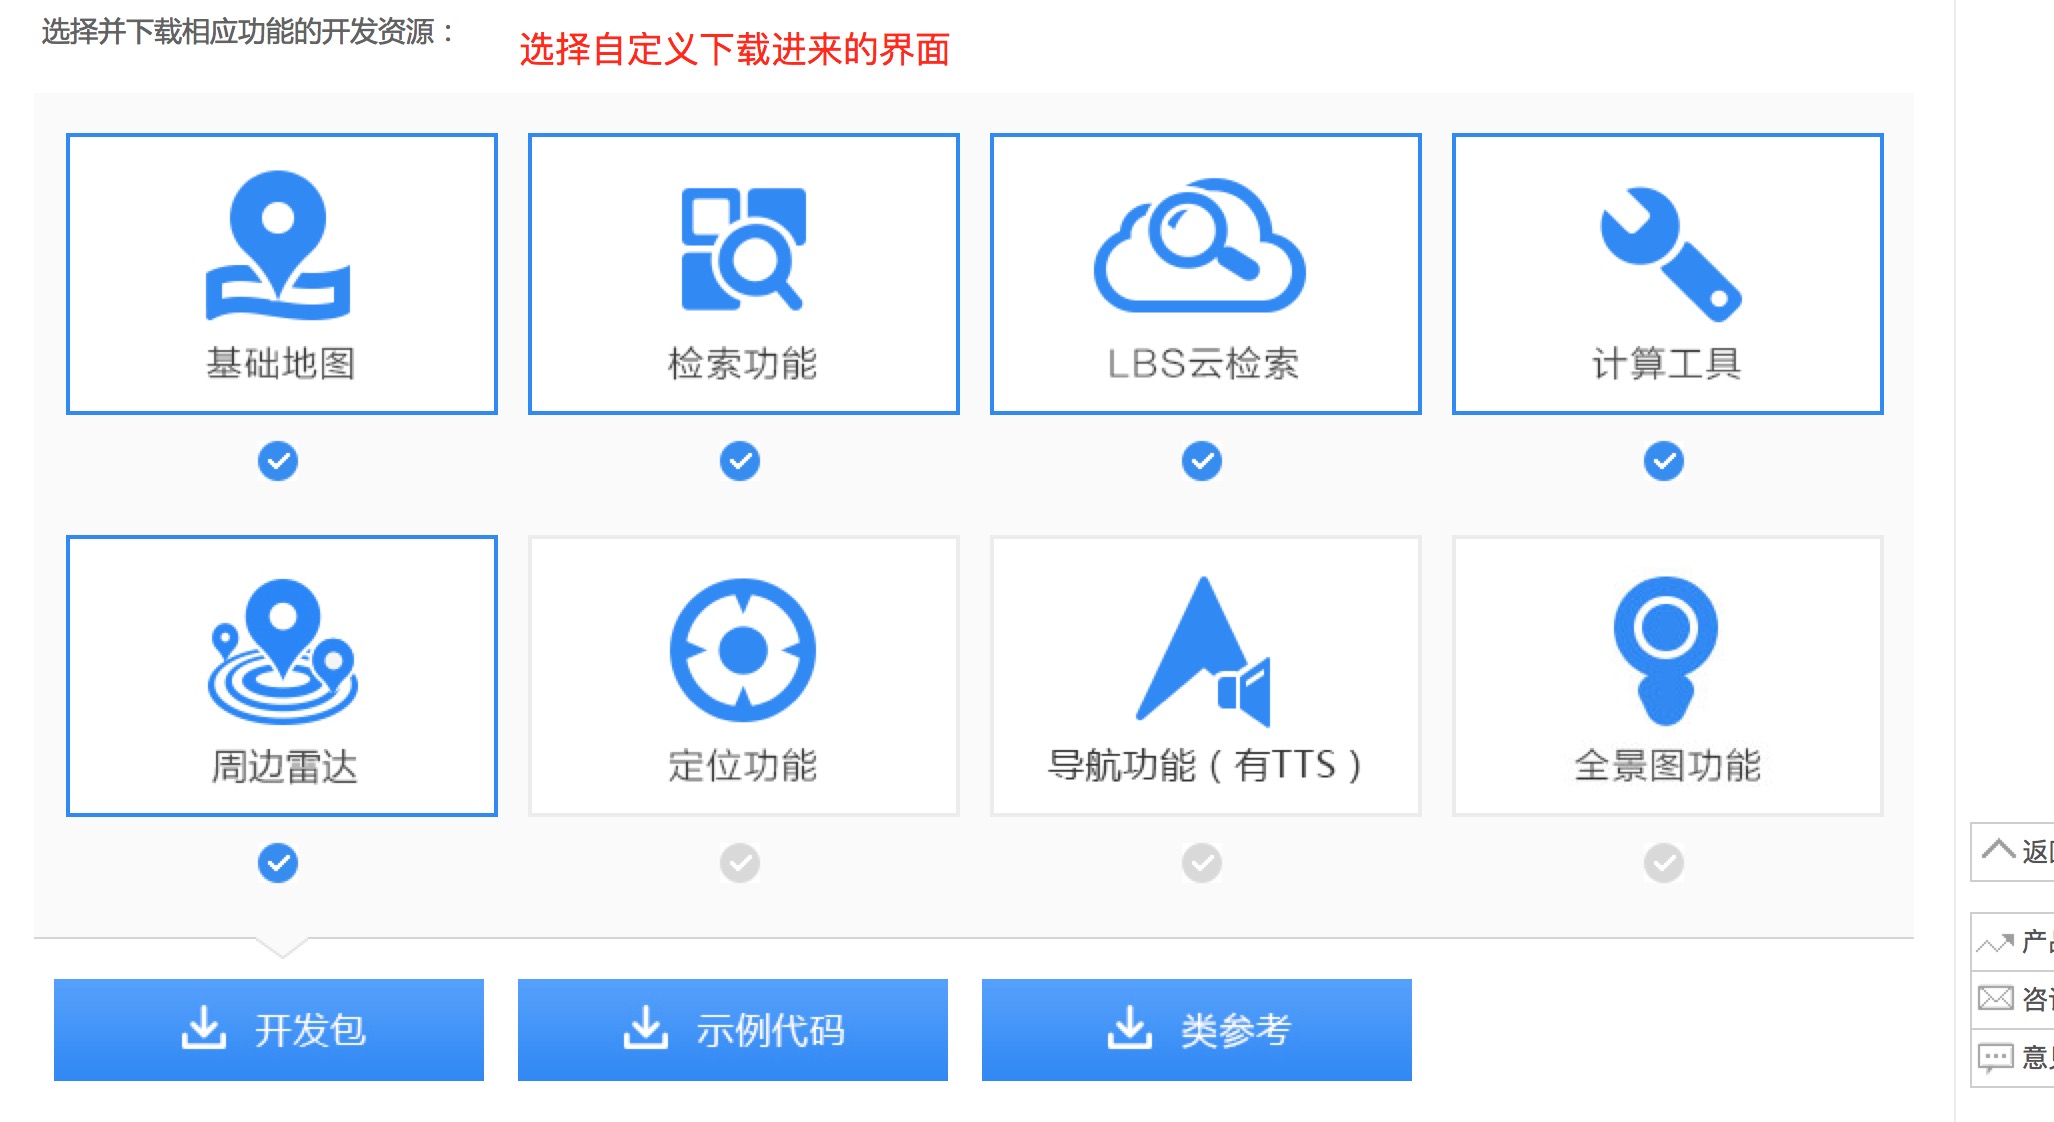 选择并下载相应功能的开发资源：
选择自定义下载进来的界面
基础地图
检索功能
LBS云检索
计算工具
周边雷达
定位功能
导航功能（有TTS）
全景图功能
返
产
咨
意
开发包
示例代码
类参考